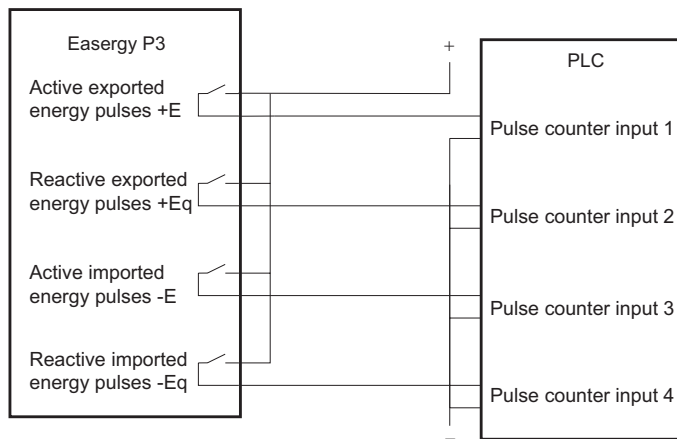 Easergy P3
Active exported
energy pulses +E
Reactive exported
energy pulses +Eq
Active imported
energy pulses -E
Reactive imported
energy pulses -Eq
+
PLC
Pulse counter input 1
Pulse counter input 2
Pulse counter input 3
Pulse counter input 4
–